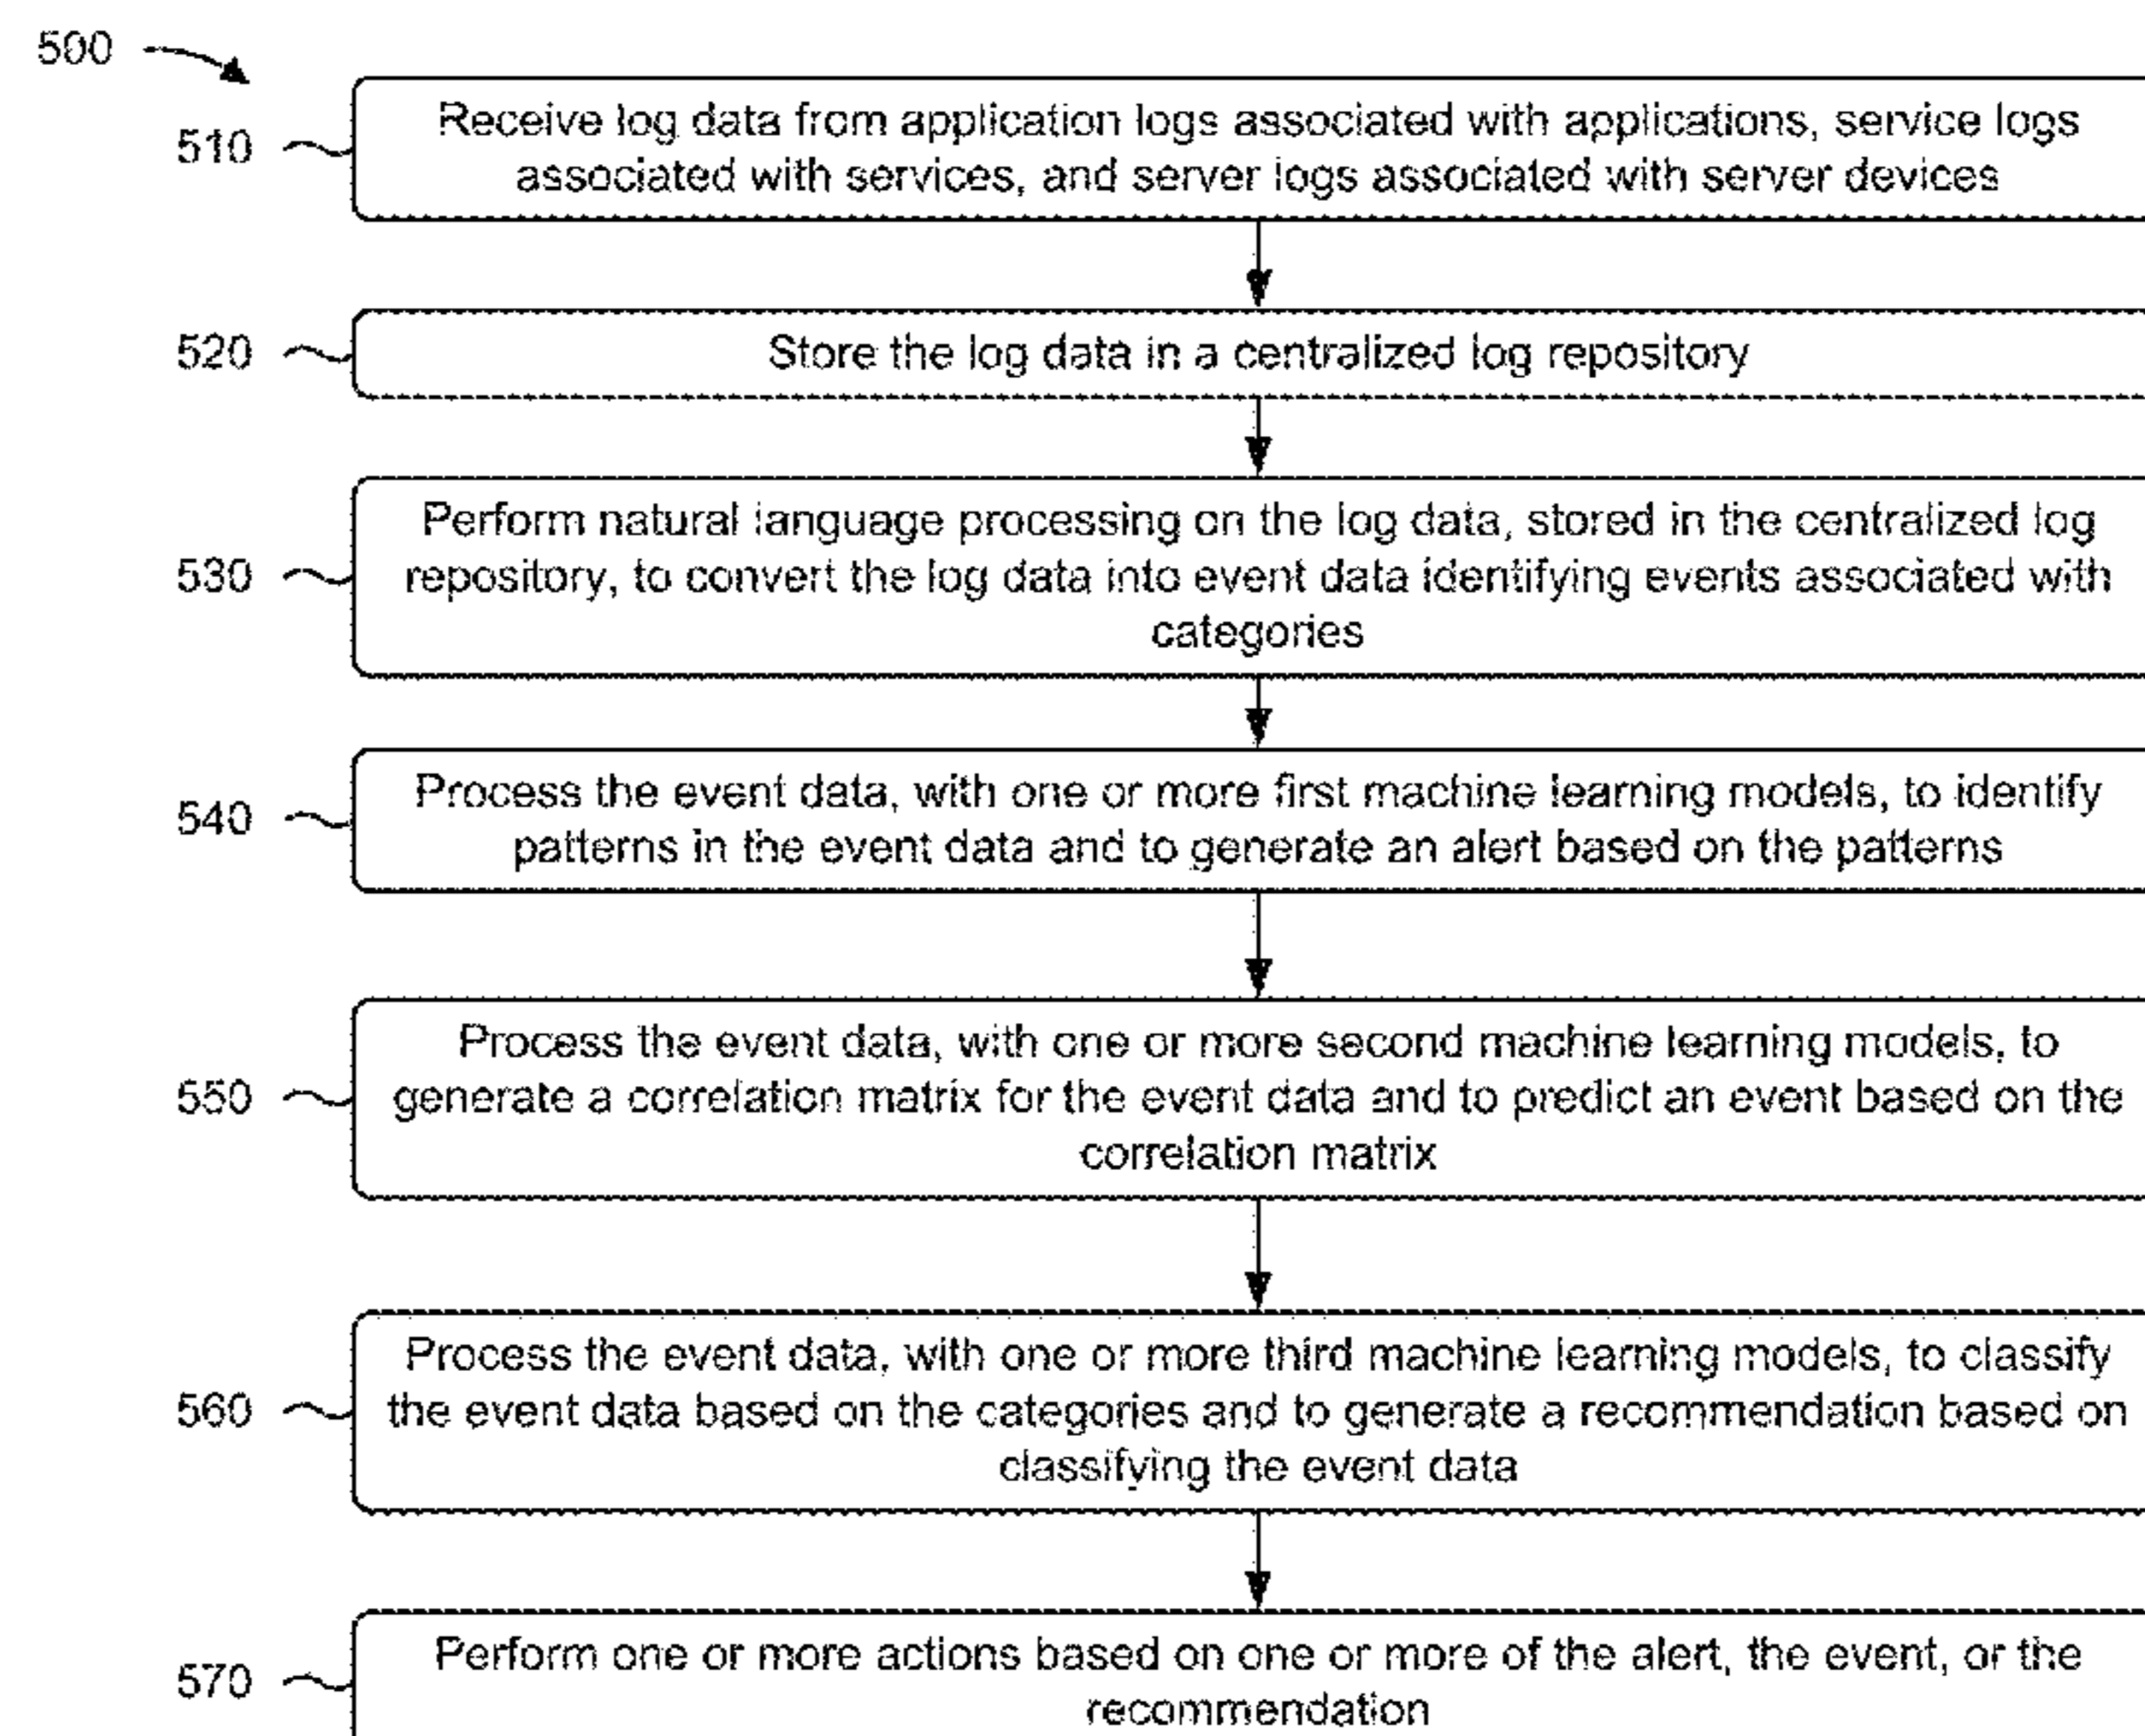 500
510
Receive log data from application logs associated with applications, service logs
associated with services, and server logs associated with server devices
520
Store the log data in a centralized log repository
530
Perform natural language processing on the log data, stored in the centralized log
repository, to convert the log data into event data identifying events associated with
categories
540
Process the event data, with one or more first machine learning models, to identify
patterns in the event data and to generate an alert based on the patterns
550
Process the event data, with one or more second machine learning models, to
generate a correlation matrix for the event data and to predict an event based on the
correlation matrix
560
Process the event data, with one or more third machine learning models, to classify
the event data based on the categories and to generate a recommendation based on
classifying the event data
570
Perform one or more actions based on one or more of the alert, the event, or the
recommendation